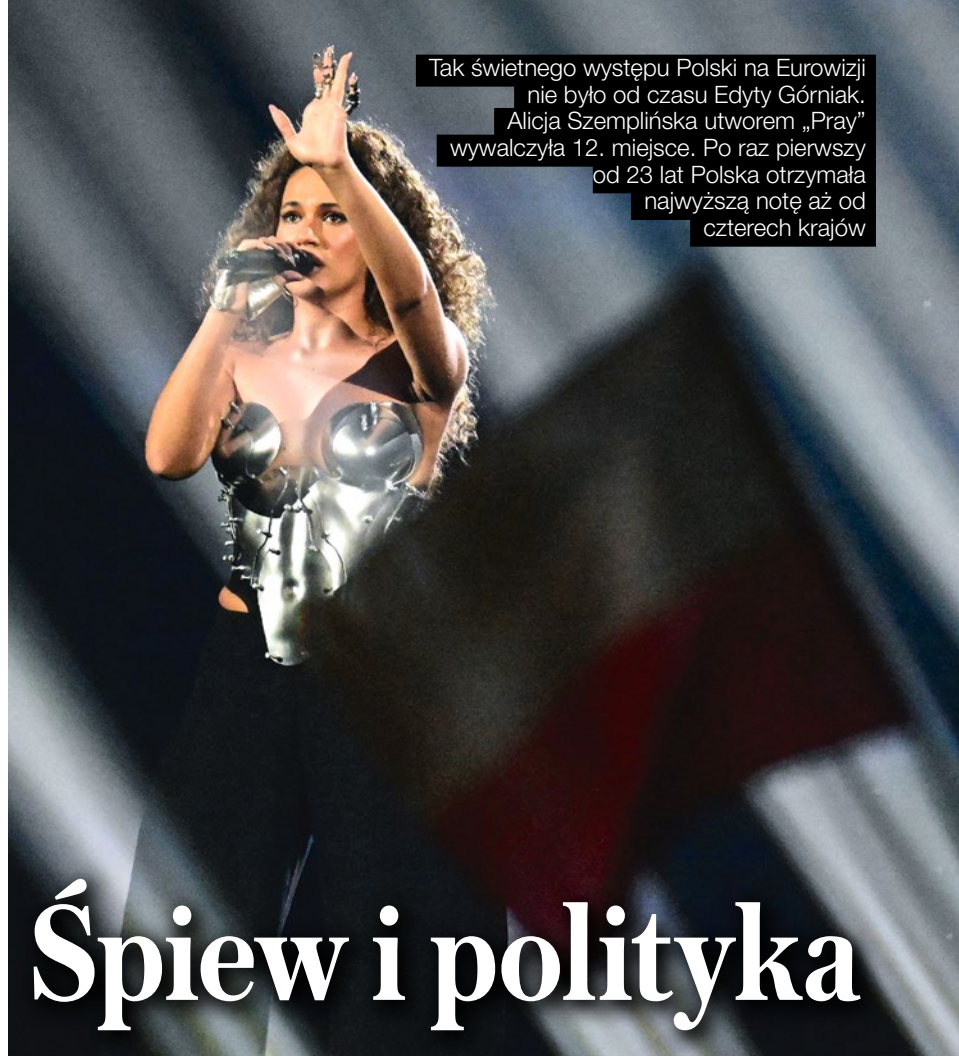 Tak świetnego występu Polski na Eurowizji
nie było od czasu Edyty Górniak.
Alicja Szemplińska utworem „Pray”
wywalczyła 12. miejsce. Po raz pierwszy
od 23 lat Polska otrzymała
najwyższą notę aż od
czterech krajów
Śpiew i polityka